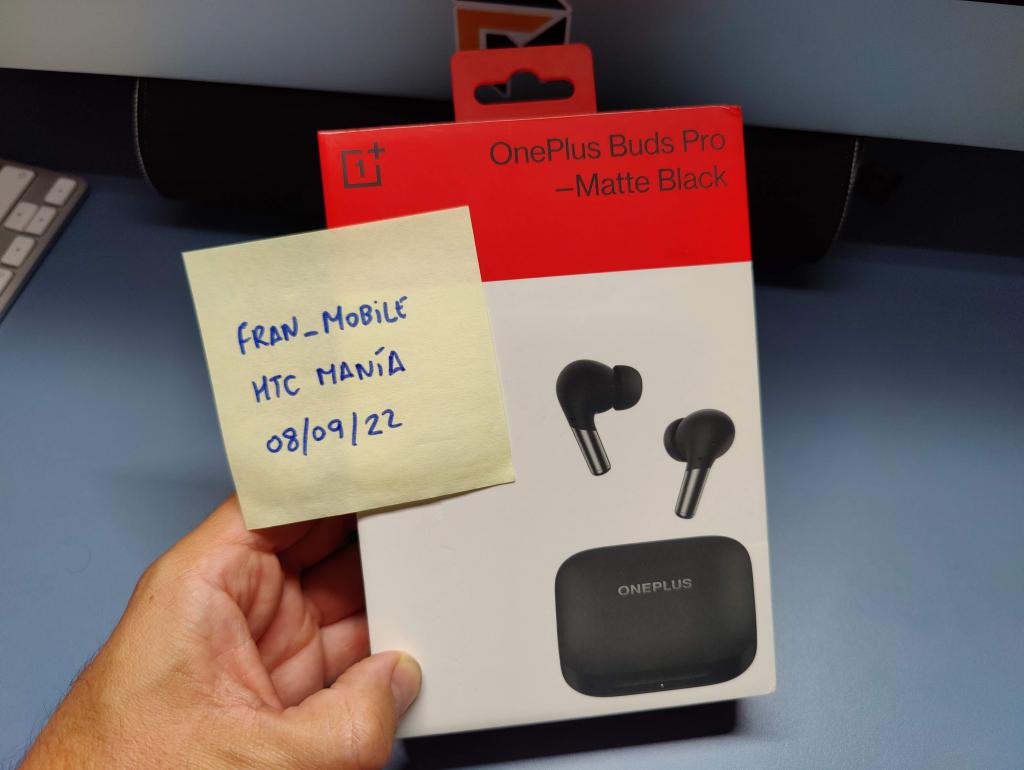 OnePlus Buds Pro
–Matte Black
FRAN_MOBILE
HTC MANÍA
08/09/22
ONEPLUS